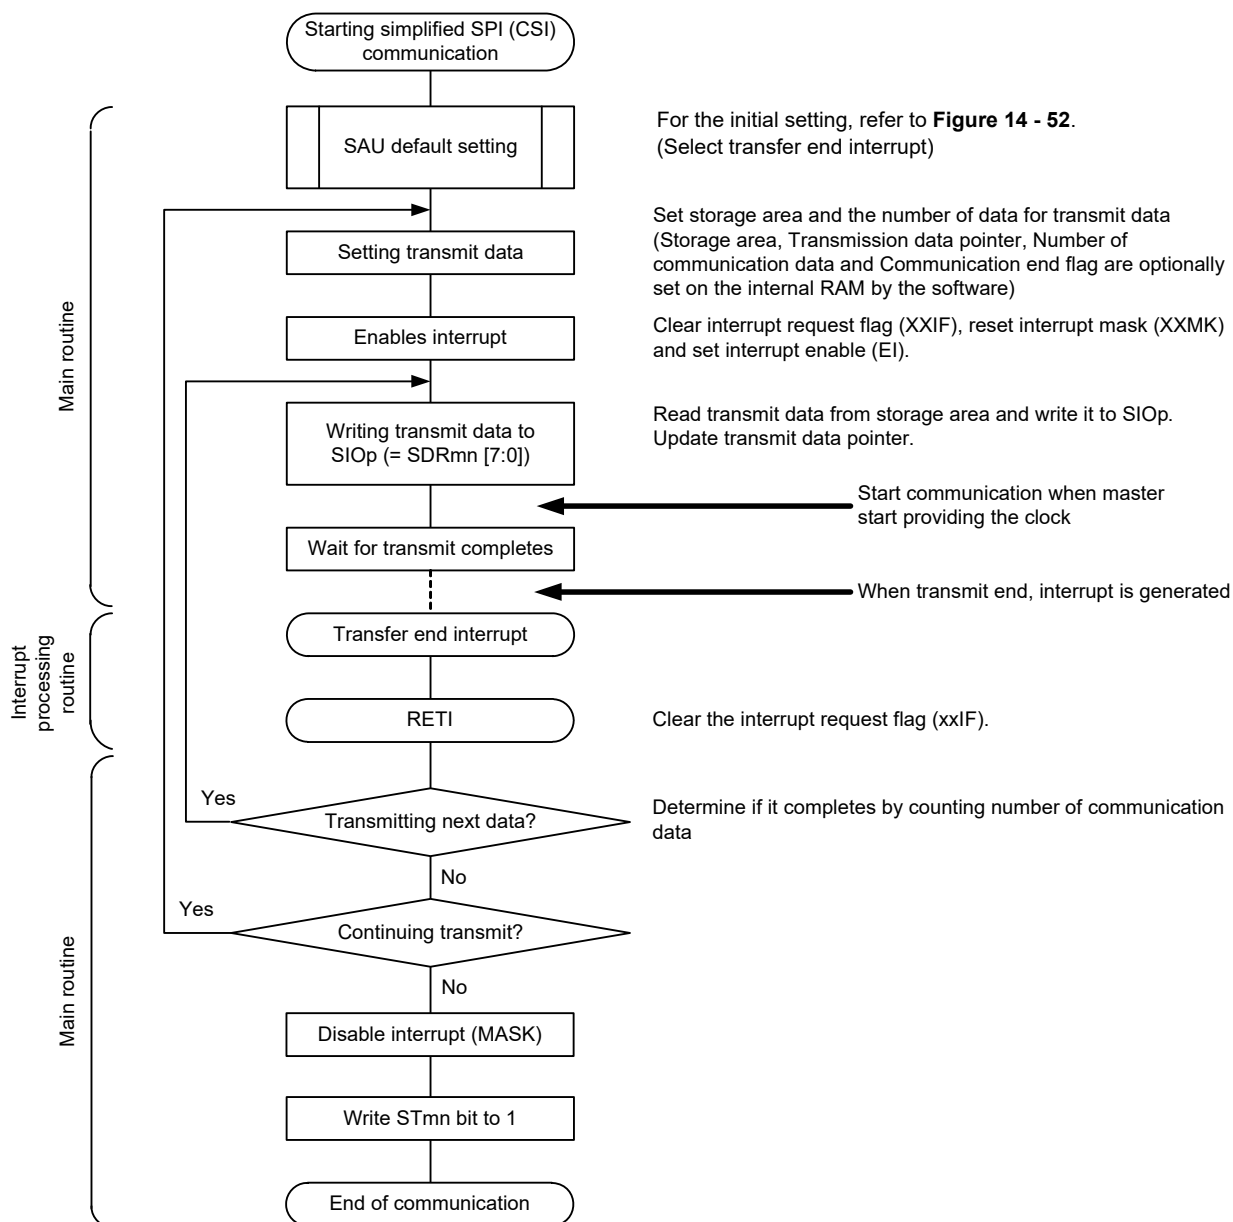 Starting simplified SPI (CSI)
communication
SAU default setting
For the initial setting, refer to Figure 14 - 52.
(Select transfer end interrupt)
Setting transmit data
Set storage area and the number of data for transmit data
(Storage area, Transmission data pointer, Number of
communication data and Communication end flag are optionally
set on the internal RAM by the software)
Enables interrupt
Clear interrupt request flag (XXIF), reset interrupt mask (XXMK)
and set interrupt enable (EI).
Main routine
Writing transmit data to
SIOp (= SDRmn [7:0])
Read transmit data from storage area and write it to SIOp.
Update transmit data pointer.
Start communication when master
start providing the clock
Wait for transmit completes
When transmit end, interrupt is generated
Transfer end interrupt
Interrupt
processing
routine
RETI
Clear the interrupt request flag (xxIF).
Yes
Transmitting next data?
Determine if it completes by counting number of communication
data
No
Yes
Continuing transmit?
No
Main routine
Disable interrupt (MASK)
Write STmn bit to 1
End of communication